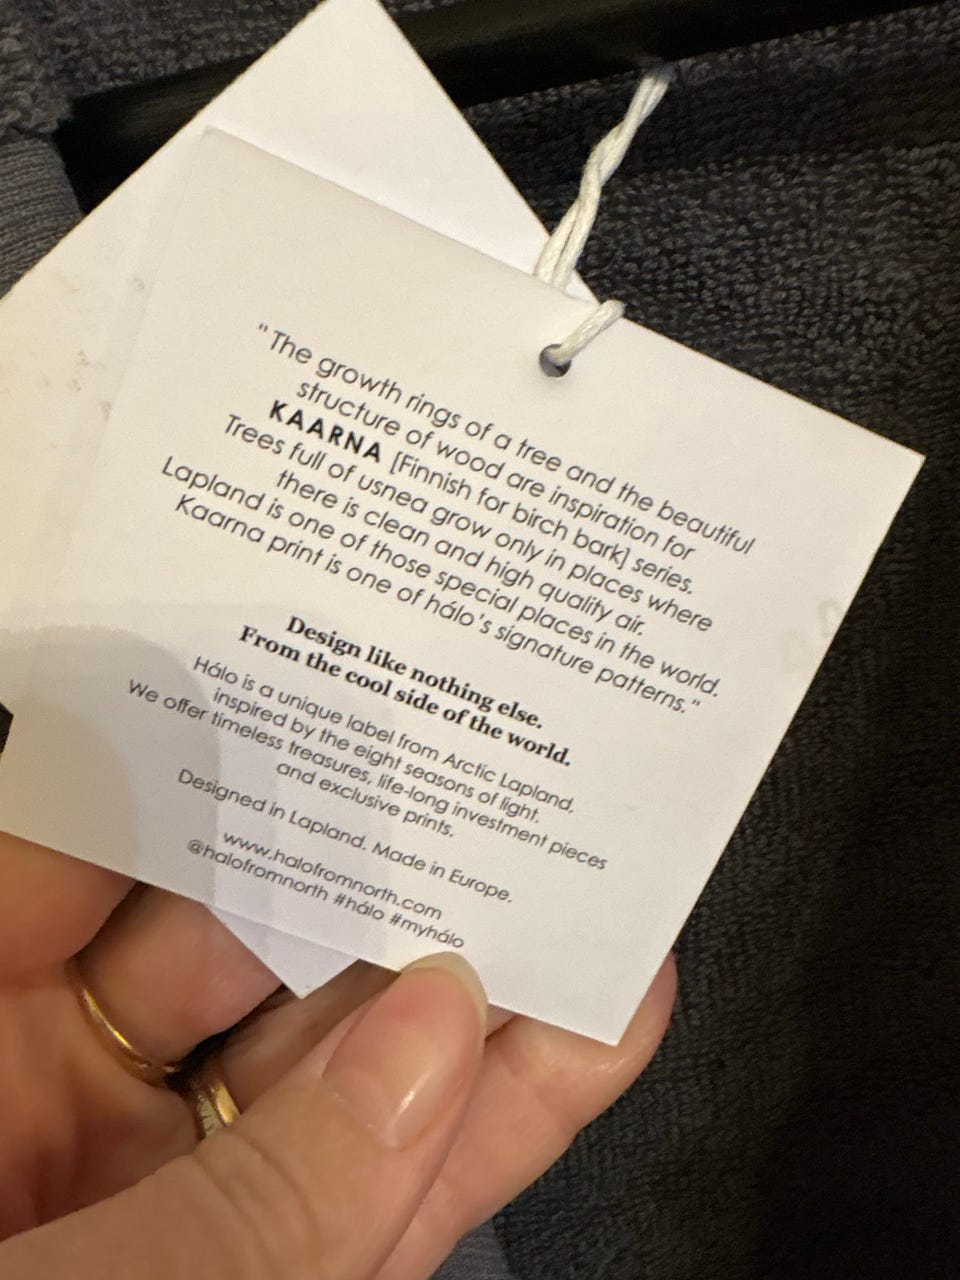 "The growth rings of a tree and the beautiful
structure of wood are inspiration for
KAARNA [Finnish for birch bark] series.
Trees full of usnea grow only in places where
there is clean and high quality air.
Lapland is one of those special places in the world.
Kaarna print is one of hálo's signature patterns."
Design like nothing else.
From the cool side of the world.
Hálo is a unique label from Arctic Lapland,
inspired by the eight seasons of light.
We offer timeless treasures, life-long investment pieces
and exclusive prints.
Designed in Lapland. Made in Europe.
www.halofromnorth.com
@halofromnorth #hálo #myhálo